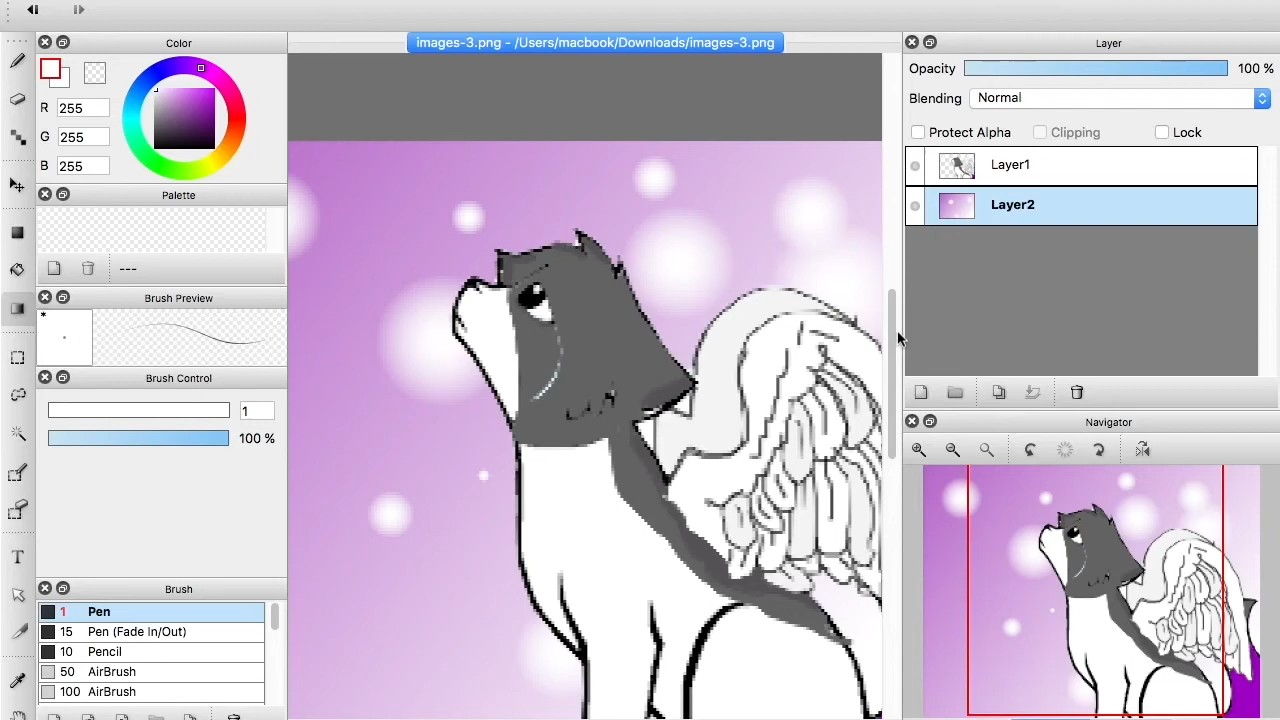 Color
images-3.png - /Users/macbook/Downloads/images-3.png
Layer
R 255
G 255
B 255
Opacity 100 %
Blending Normal
Protect Alpha Clipping Lock
Layer1
Layer2
Palette
---
Brush Preview
*
Brush Control
1
100 %
Navigator
T
Brush
1 Pen
15 Pen (Fade In/Out)
10 Pencil
50 AirBrush
100 AirBrush